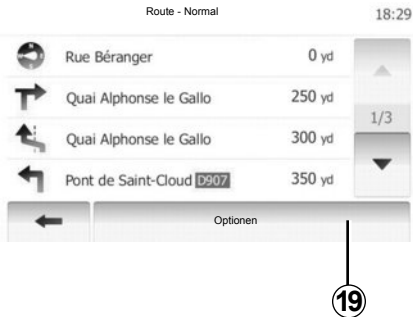 Route - Normal 18:29
Rue Béranger 0 yd
Quai Alphonse le Gallo 250 yd
1/3
Quai Alphonse le Gallo 300 yd
Pont de Saint-Cloud D907 350 yd
Optionen
19